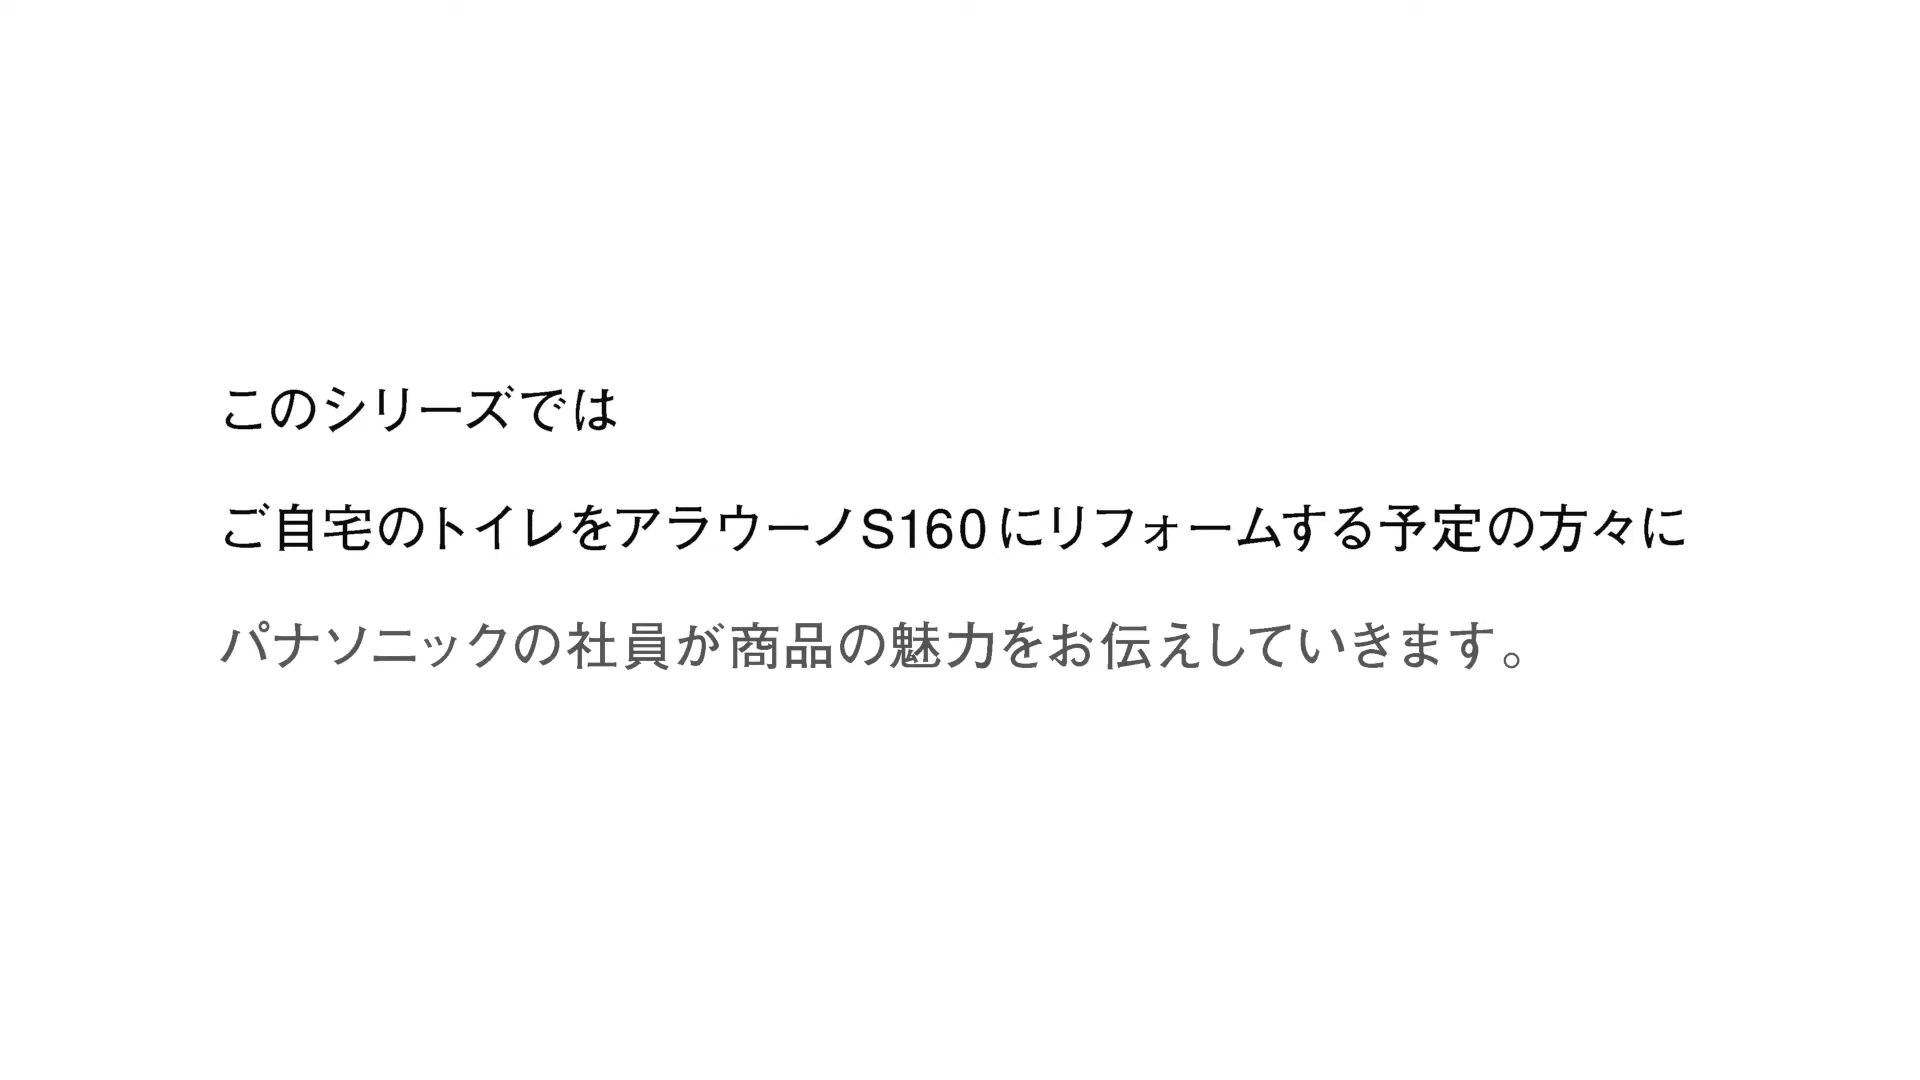 このシリーズでは
ご自宅のトイレをアラウーノS160にリフォームする予定の方々に
パナソニックの社員が商品の魅力をお伝えしていきます。